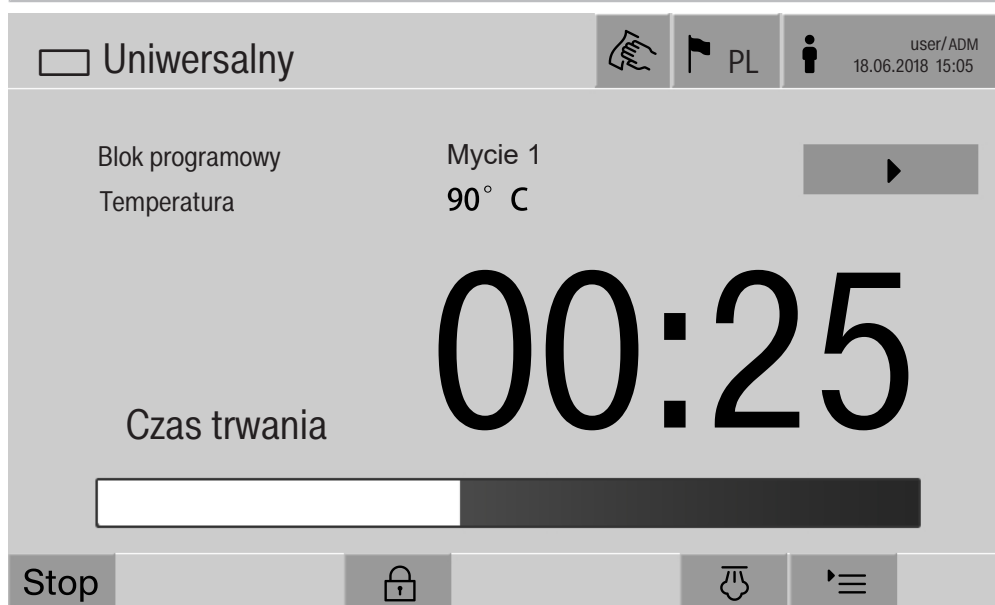 Uniwersalny
PL
user/ADM
18.06.2018 15:05
Blok programowy Mycie 1
Temperatura 90° C
00:25
Czas trwania
Stop